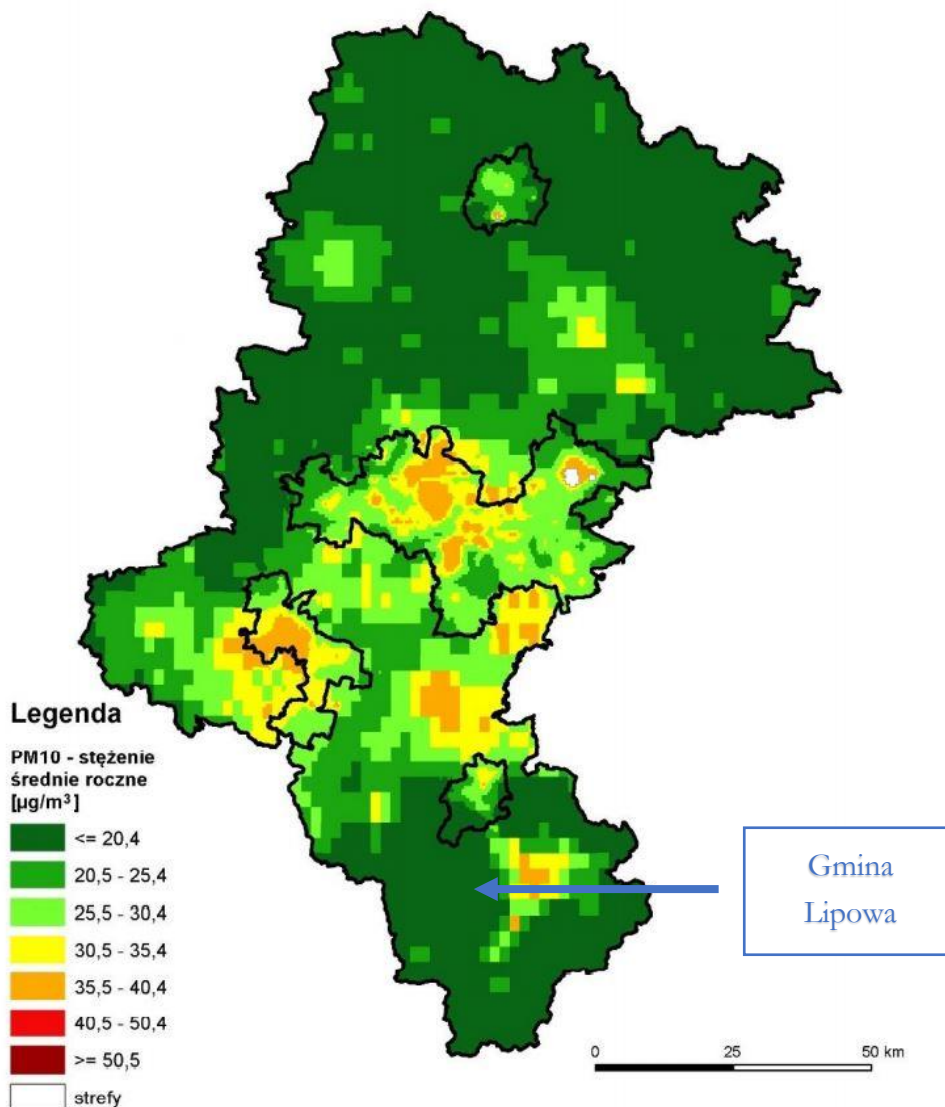 Legenda
PM10 - stężenie
średnie roczne
[µg/m³]
<= 20,4
20,5 - 25,4
25,5 - 30,4
30,5 - 35,4
35,5 - 40,4
40,5 - 50,4
>= 50,5
strefy
Gmina
Lipowa
0 25 50 km